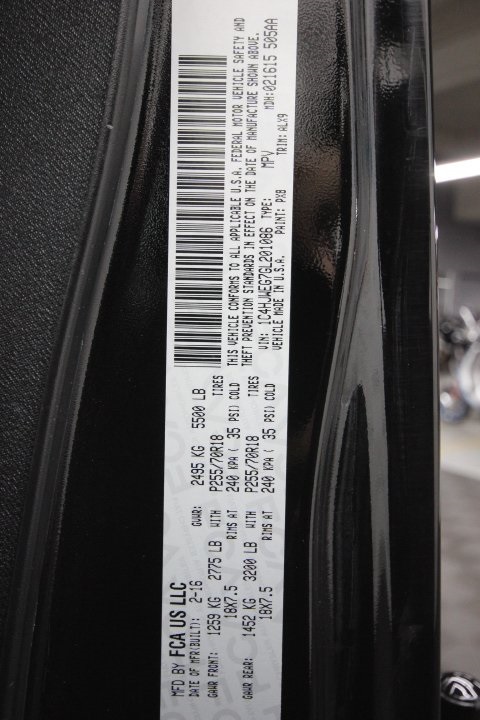 MFD BY FCA US LLC
DATE OF MFR(BUILT): 2-16 GVWR: 2495 KG 5500 LB
GAWR FRONT: 1259 KG 2775 LB WITH P255/70R18 TIRES
18X7.5 RIMS AT 240 KPA ( 35 PSI) COLD
GAWR REAR: 1452 KG 3200 LB WITH P255/70R18 TIRES
18X7.5 RIMS AT 240 KPA ( 35 PSI) COLD
THIS VEHICLE CONFORMS TO ALL APPLICABLE U.S.A. FEDERAL MOTOR VEHICLE SAFETY AND
THEFT PREVENTION STANDARDS IN EFFECT ON THE DATE OF MANUFACTURE SHOWN ABOVE.
VIN: 1C4HJWEG7GL201086 TYPE: MPV MDH:021615 505AA
VEHICLE MADE IN U.S.A. PAINT: PX8 TRIM: ALX9